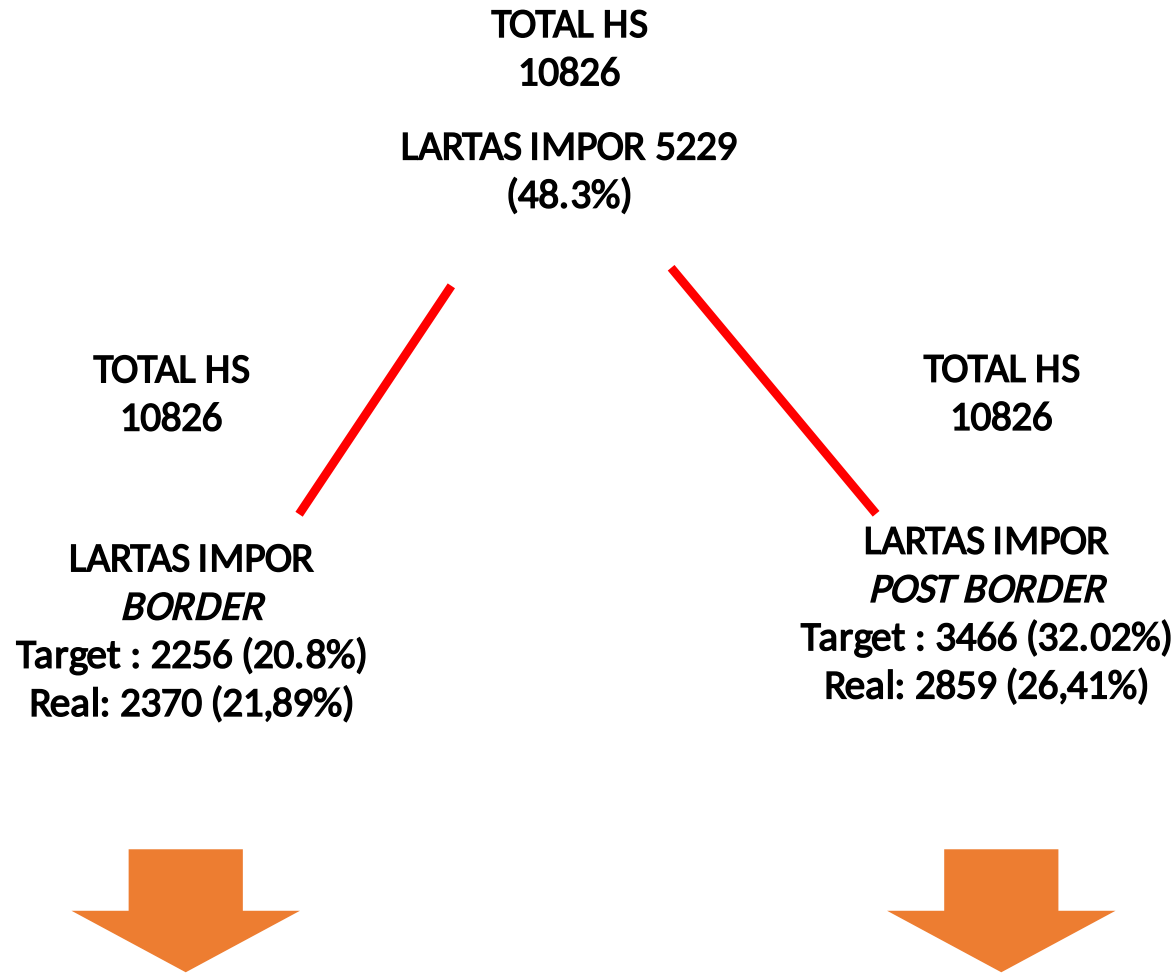 TOTAL HS
10826
LARTAS IMPOR 5229
(48.3%)
TOTAL HS
10826
LARTAS IMPOR
BORDER
Target : 2256 (20.8%)
Real: 2370 (21,89%)
TOTAL HS
10826
LARTAS IMPOR
POST BORDER
Target : 3466 (32.02%)
Real: 2859 (26,41%)